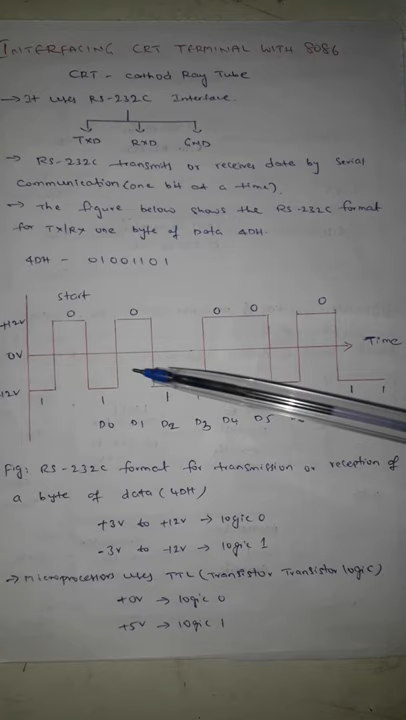 INTERFACING CRT TERMINAL WITH 8086
CRT - Cathod Ray Tube
→ It uses RS-232C Interface.
TXD RXD GND
→ RS-232C transmits or receives data by serial
Communication (one bit at a time).
→ The figure below shows the RS-232C format
for TX/RX one byte of Data 4DH.
4DH - 01001101
start
0 0 0 0 0
+12V
0V
Time
-12V
1 1 1 1 1
D0 D1 D2 D3 D4 D5
Fig: RS-232C format for transmission or reception of
a byte of data (4DH)
+3V to +12V → logic 0
-3V to -12V → logic 1
→ Microprocessors uses TTL (Transistor Transistor logic)
+0V → logic 0
+5V → logic 1